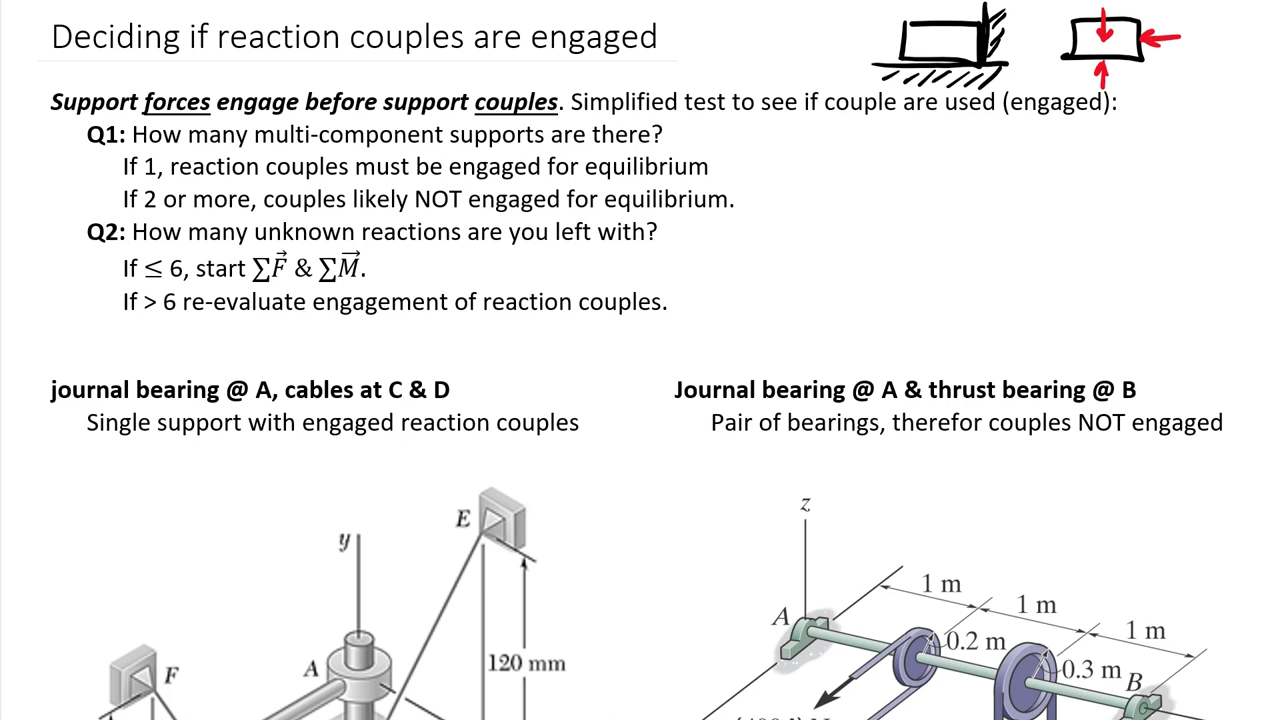 Deciding if reaction couples are engaged
Support forces engage before support couples. Simplified test to see if couple are used (engaged):
Q1: How many multi-component supports are there?
If 1, reaction couples must be engaged for equilibrium
If 2 or more, couples likely NOT engaged for equilibrium.
Q2: How many unknown reactions are you left with?
If ≤ 6, start ∑F⃗ & ∑M⃗.
If > 6 re-evaluate engagement of reaction couples.
journal bearing @ A, cables at C & D
Single support with engaged reaction couples
Journal bearing @ A & thrust bearing @ B
Pair of bearings, therefor couples NOT engaged
E
y
A
F
120 mm
z
A
1 m
1 m
1 m
0.2 m
0.3 m
B